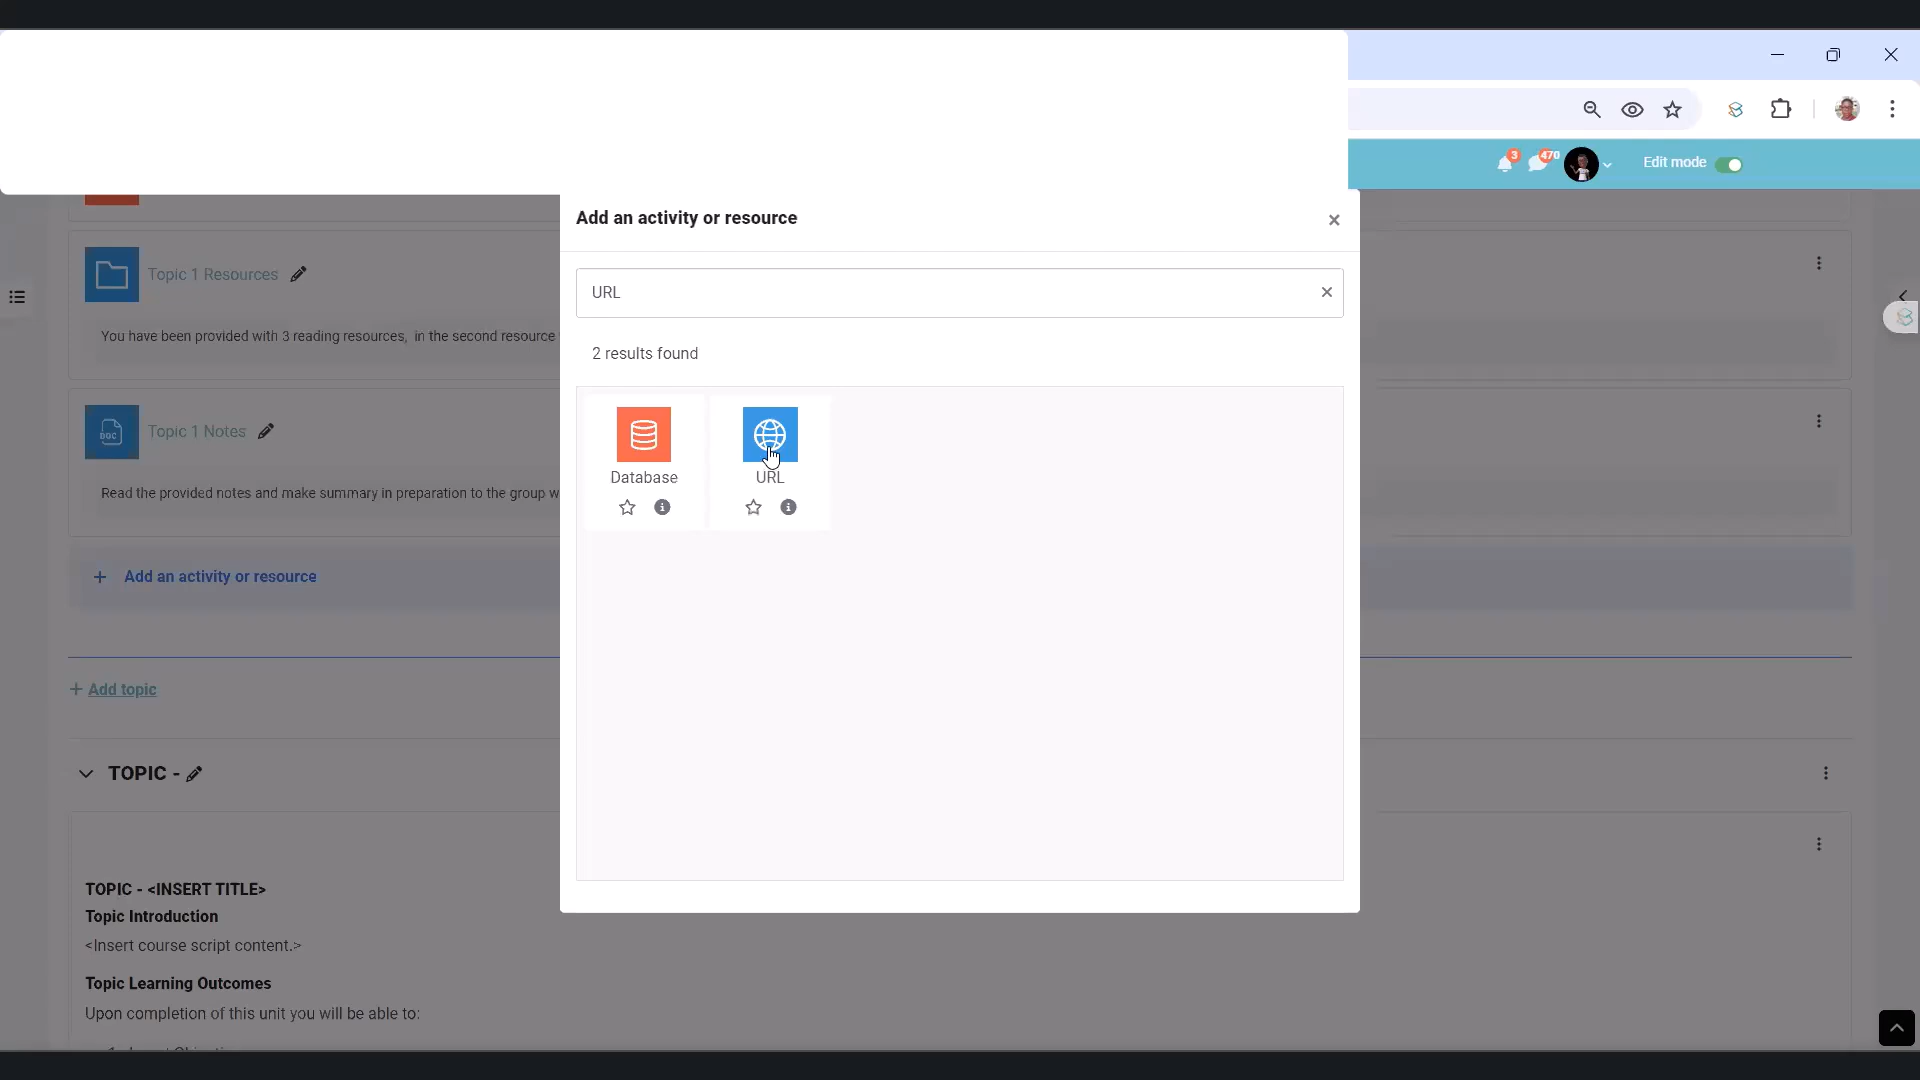 3
470
Edit mode
Add an activity or resource
URL
2 results found
Database
URL
Topic 1 Resources
You have been provided with 3 reading resources, in the second resource
DOC
Topic 1 Notes
Read the provided notes and make summary in preparation to the group w
Add an activity or resource
Add topic
TOPIC -
TOPIC - <INSERT TITLE>
Topic Introduction
<Insert course script content.>
Topic Learning Outcomes
Upon completion of this unit you will be able to: